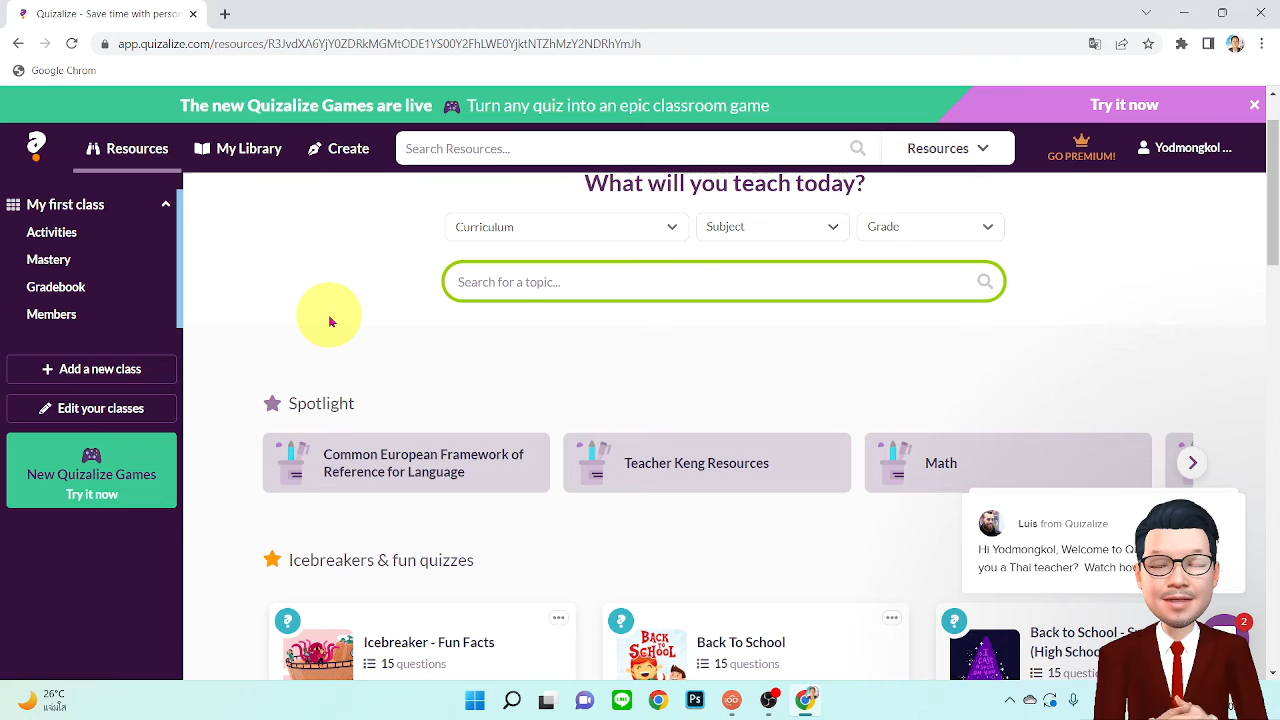 Quizalize - Save time with person
app.quizalize.com/resources/R3JvdXA6YjY0ZDRkMGMtODE1YS00Y2FhLWE0YjktNTZhMzY2NDRhYmJh
Google Chrom
The new Quizalize Games are live Turn any quiz into an epic classroom game
Try it now
Resources
My Library
Create
Search Resources...
Resources
GO PREMIUM!
Yodmongkol ...
What will you teach today?
My first class
Activities
Mastery
Gradebook
Members
Add a new class
Edit your classes
New Quizalize Games
Try it now
Curriculum
Subject
Grade
Search for a topic...
Spotlight
Common European Framework of
Reference for Language
Teacher Keng Resources
Math
Luis from Quizalize
Hi Yodmongkol, Welcome to
you a Thai teacher? Watch
Icebreakers & fun quizzes
Icebreaker - Fun Facts
15 questions
BACK TO SCHOOL
Back To School
15 questions
I CAST
Back to School -
(High
15
2
26°C